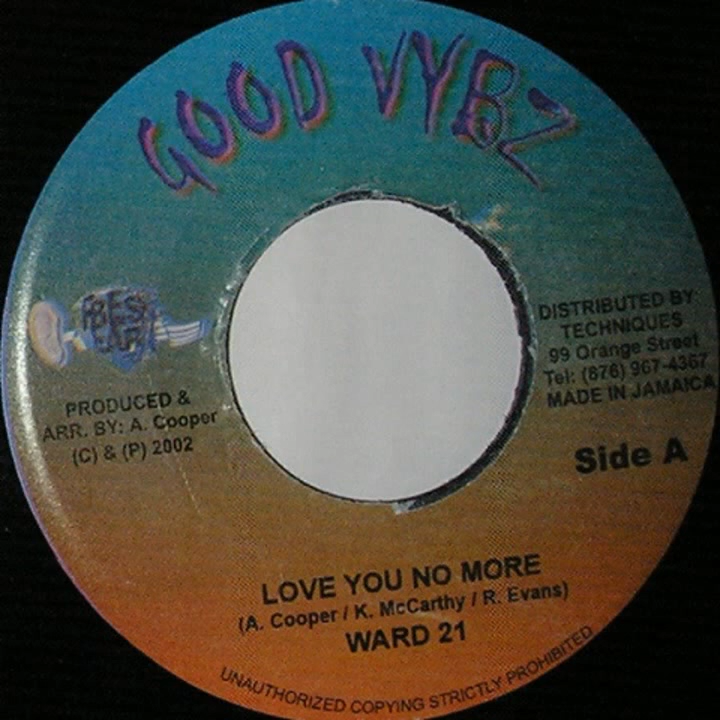 GOOD VYBZ
DISTRIBUTED BY:
TECHNIQUES
99 Orange Street
Tel: (876) 967-4367
MADE IN JAMAICA
PRODUCED &
ARR. BY: A. Cooper
(C) & (P) 2002
Side A
LOVE YOU NO MORE
(A. Cooper / K. McCarthy / R. Evans)
WARD 21
UNAUTHORIZED COPYING STRICTLY PROHIBITED